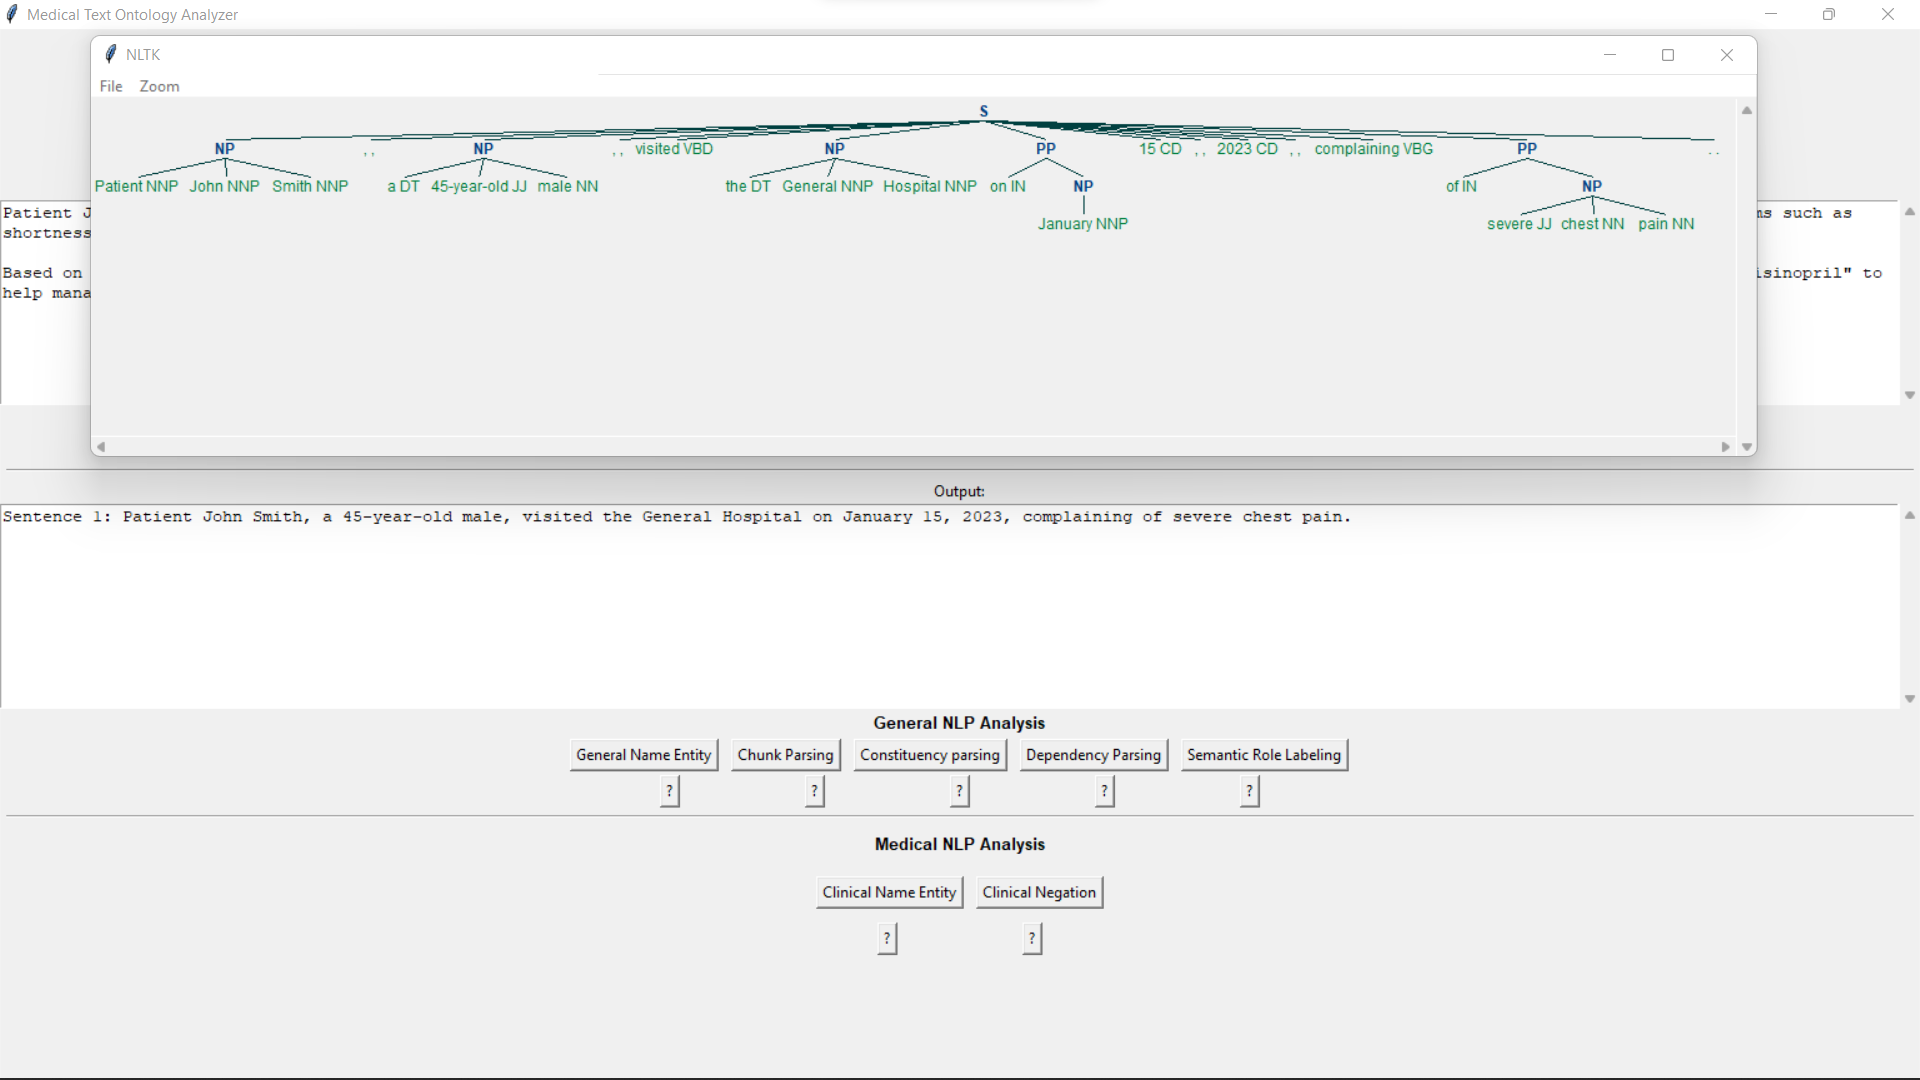 Medical Text Ontology Analyzer
NLTK
File Zoom
S
NP , , NP , , visited VBD NP PP 15 CD , , 2023 CD , , complaining VBG PP . .
Patient NNP John NNP Smith NNP a DT 45-year-old JJ male NN the DT General NNP Hospital NNP on IN NP of IN NP
January NNP severe JJ chest NN pain NN
Patient J
such as
shortness
Based on
isinopril" to
help mana
Output:
Sentence 1: Patient John Smith, a 45-year-old male, visited the General Hospital on January 15, 2023, complaining of severe chest pain.
General NLP Analysis
General Name Entity Chunk Parsing Constituency parsing Dependency Parsing Semantic Role Labeling
? ? ? ? ?
Medical NLP Analysis
Clinical Name Entity Clinical Negation
? ?